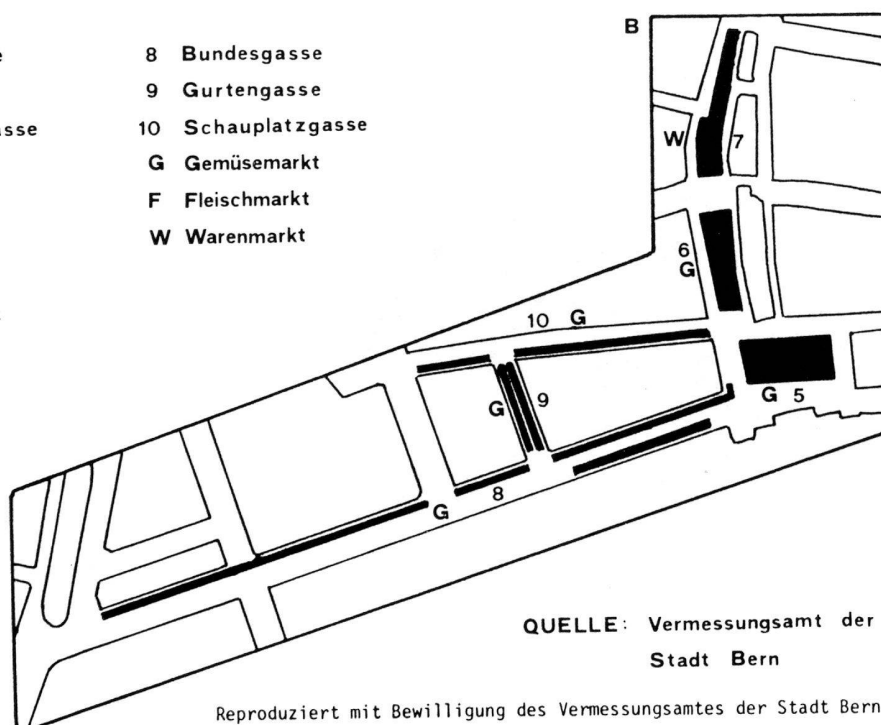 8 Bundesgasse
9 Gurtengasse
10 Schauplatzgasse
G Gemüsemarkt
F Fleischmarkt
W Warenmarkt
B
W
7
6
G
10 G
G
9
G 5
8
G
QUELLE: Vermessungsamt der
Stadt Bern
Reproduziert mit Bewilligung des Vermessungsamtes der Stadt Bern